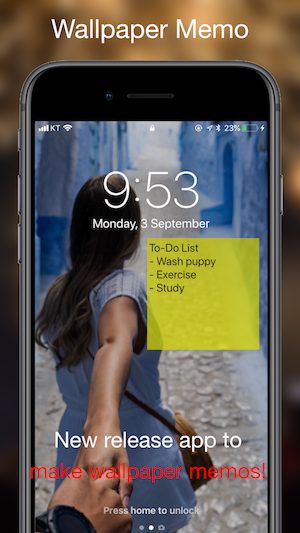 Wallpaper Memo
KT 23%
9:53
Monday, 3 September
To-Do List
- Wash puppy
- Exercise
- Study
New release app to
make wallpaper memos!
Press home to unlock